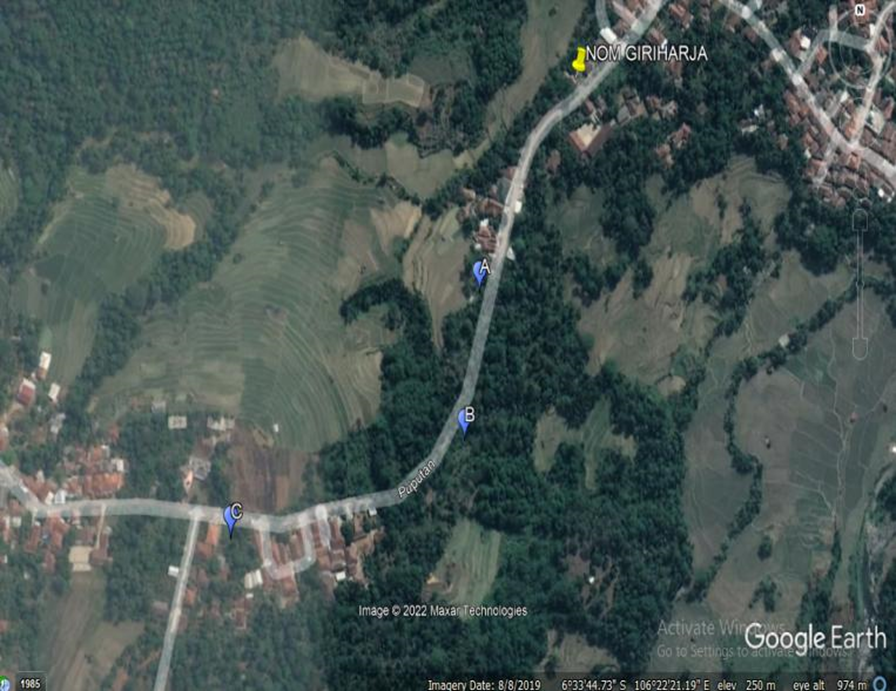 N
NOM GIRIHARJA
A
B
Puputan
C
Image © 2022 Maxar Technologies
Activate Windows
Google Earth
Go to Settings to activate Windows.
1985
Imagery Date: 8/8/2019 6°33'44.73" S 106°22'21.19" E elev 250 m eye alt 974 m